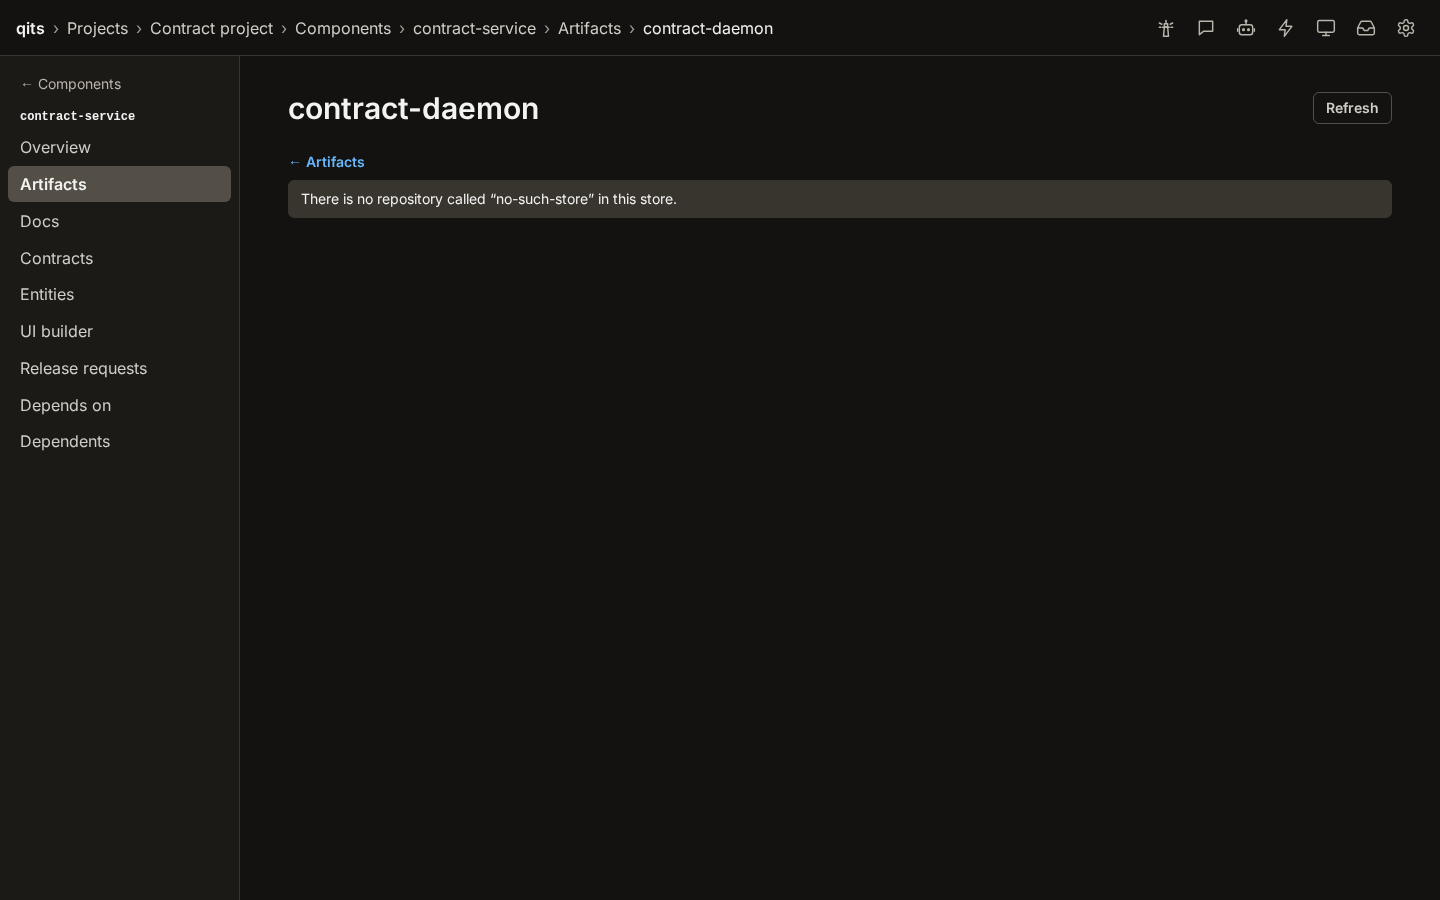 qits › Projects › Contract project › Components › contract-service › Artifacts › contract-daemon
← Components
contract-service
Overview
Artifacts
Docs
Contracts
Entities
UI builder
Release requests
Depends on
Dependents
contract-daemon
Refresh
← Artifacts
There is no repository called “no-such-store” in this store.